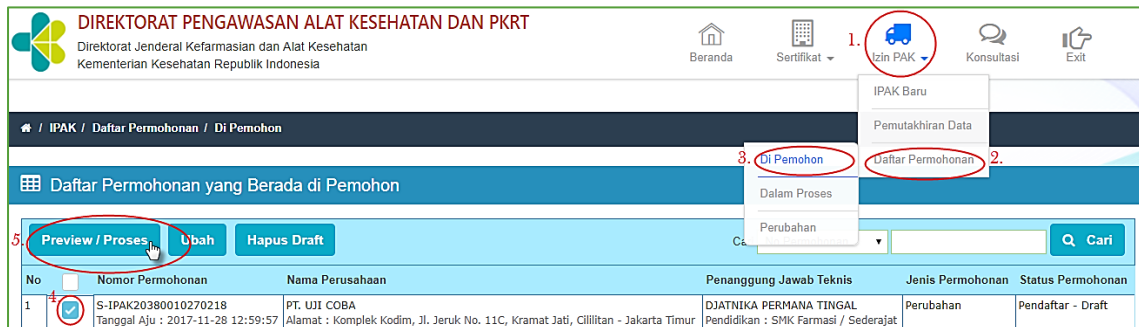 DIREKTORAT PENGAWASAN ALAT KESEHATAN DAN PKRT
Direktorat Jenderal Kefarmasian dan Alat Kesehatan
Kementerian Kesehatan Republik Indonesia
Beranda
Sertifikat
1.
Izin PAK
Konsultasi
Exit
IPAK Baru
Pemutakhiran Data
Daftar Permohonan 2.
/ IPAK / Daftar Permohonan / Di Pemohon
3. Di Pemohon
Dalam Proses
Perubahan
Daftar Permohonan yang Berada di Pemohon
5. Preview / Proses
Ubah
Hapus Draft
Cari
No
Nomor Permohonan
Nama Perusahaan
Penanggung Jawab Teknis
Jenis Permohonan
Status Permohonan
1
4.
S-IPAK20380010270218
Tanggal Aju : 2017-11-28 12:59:57
PT. UJI COBA
Alamat : Komplek Kodim, Jl. Jeruk No. 11C, Kramat Jati, Cililitan - Jakarta Timur
DJATNIKA PERMANA TINGAL
Pendidikan : SMK Farmasi / Sederajat
Perubahan
Pendaftar - Draft